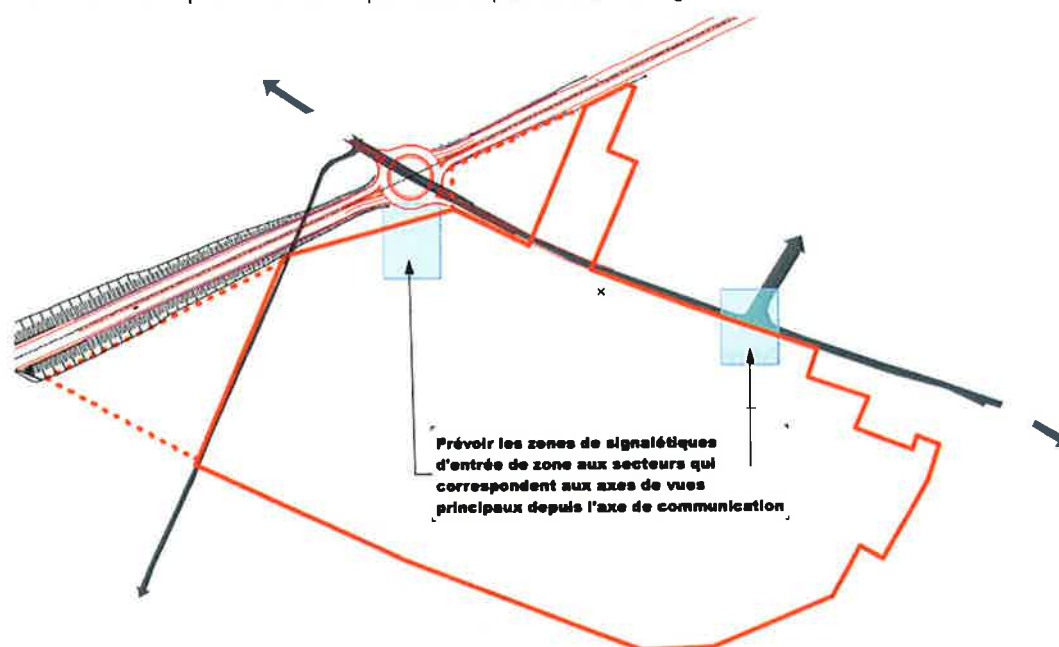 Prévoir les zones de signalétiques
d'entrée de zone aux secteurs qui
correspondent aux axes de vues
principaux depuis l'axe de communication